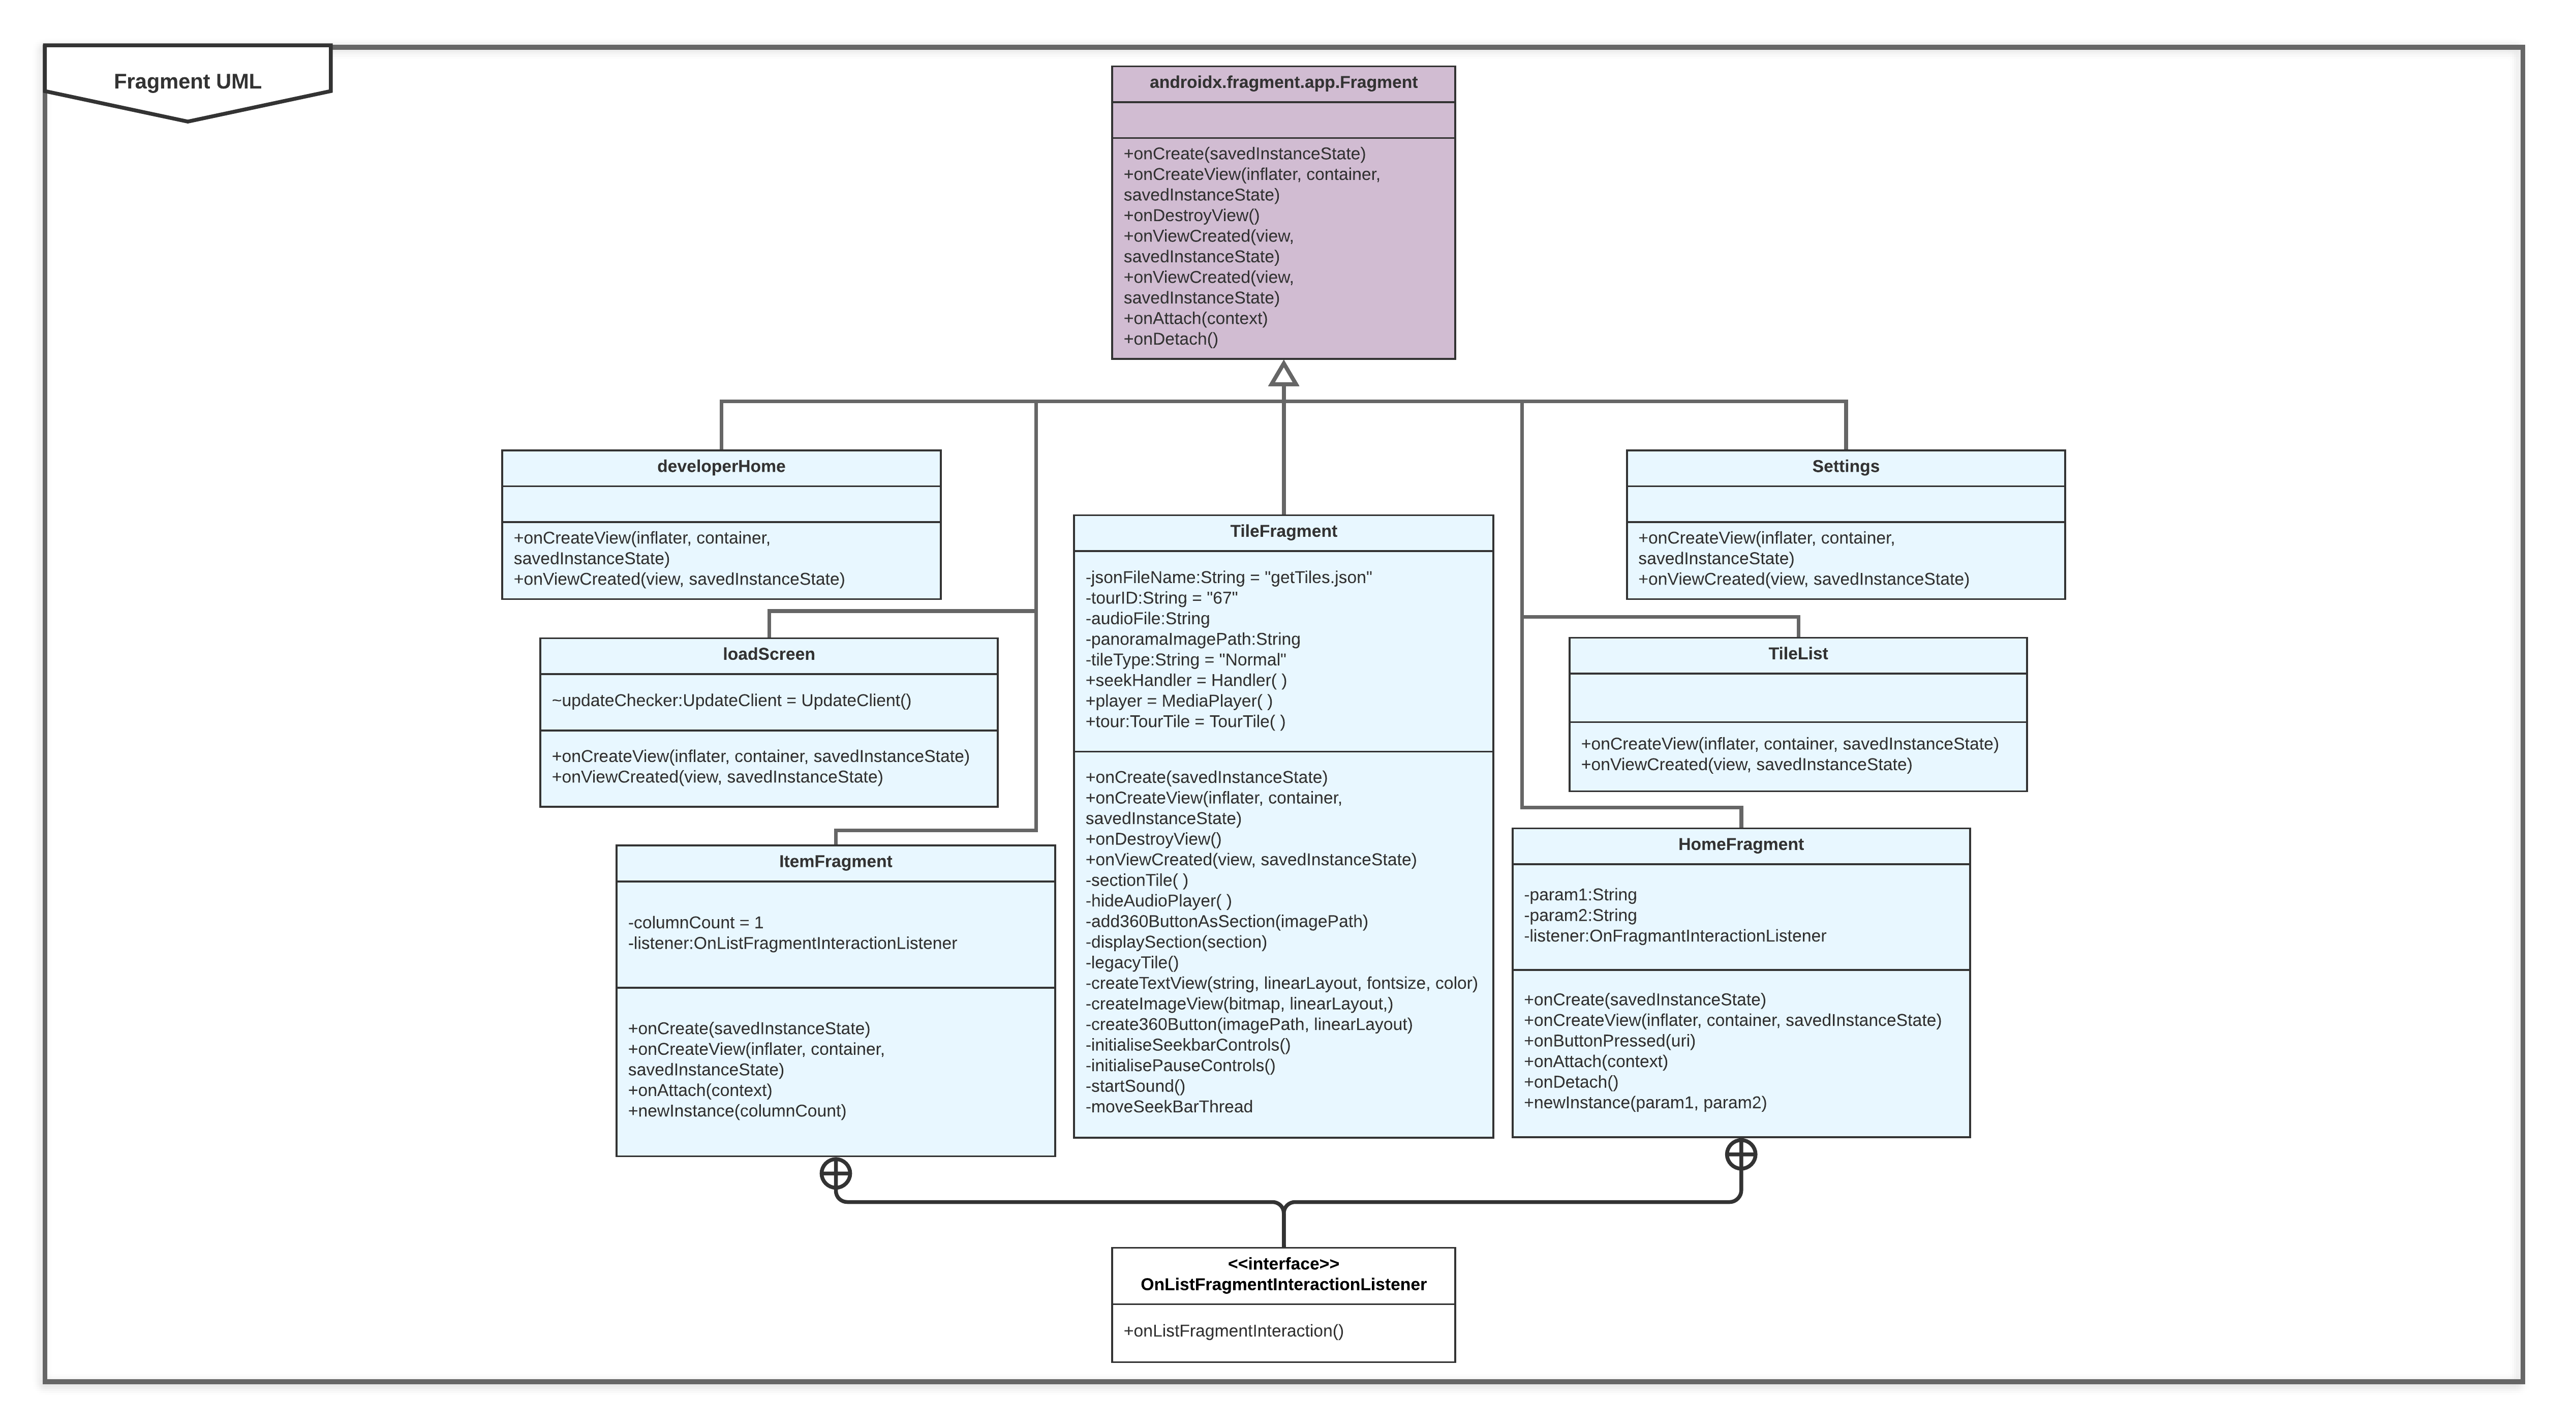 Fragment UML
androidx.fragment.app.Fragment
+onCreate(savedInstanceState)
+onCreateView(inflater, container,
savedInstanceState)
+onDestroyView()
+onViewCreated(view,
savedInstanceState)
+onViewCreated(view,
savedInstanceState)
+onAttach(context)
+onDetach()
developerHome
+onCreateView(inflater, container,
savedInstanceState)
+onViewCreated(view, savedInstanceState)
loadScreen
~updateChecker:UpdateClient = UpdateClient()
+onCreateView(inflater, container, savedInstanceState)
+onViewCreated(view, savedInstanceState)
ItemFragment
-columnCount = 1
-listener:OnListFragmentInteractionListener
+onCreate(savedInstanceState)
+onCreateView(inflater, container,
savedInstanceState)
+onAttach(context)
+newInstance(columnCount)
TileFragment
-jsonFileName:String = "getTiles.json"
-tourID:String = "67"
-audioFile:String
-panoramaImagePath:String
-tileType:String = "Normal"
+seekHandler = Handler( )
+player = MediaPlayer( )
+tour:TourTile = TourTile( )
+onCreate(savedInstanceState)
+onCreateView(inflater, container,
savedInstanceState)
+onDestroyView()
+onViewCreated(view, savedInstanceState)
-sectionTile( )
-hideAudioPlayer( )
-add360ButtonAsSection(imagePath)
-displaySection(section)
-legacyTile()
-createTextView(string, linearLayout, fontsize, color)
-createImageView(bitmap, linearLayout,)
-create360Button(imagePath, linearLayout)
-initialiseSeekbarControls()
-initialisePauseControls()
-startSound()
-moveSeekBarThread
Settings
+onCreateView(inflater, container,
savedInstanceState)
+onViewCreated(view, savedInstanceState)
TileList
+onCreateView(inflater, container, savedInstanceState)
+onViewCreated(view, savedInstanceState)
HomeFragment
-param1:String
-param2:String
-listener:OnFragmantInteractionListener
+onCreate(savedInstanceState)
+onCreateView(inflater, container, savedInstanceState)
+onButtonPressed(uri)
+onAttach(context)
+onDetach()
+newInstance(param1, param2)
<<interface>>
OnListFragmentInteractionListener
+onListFragmentInteraction()